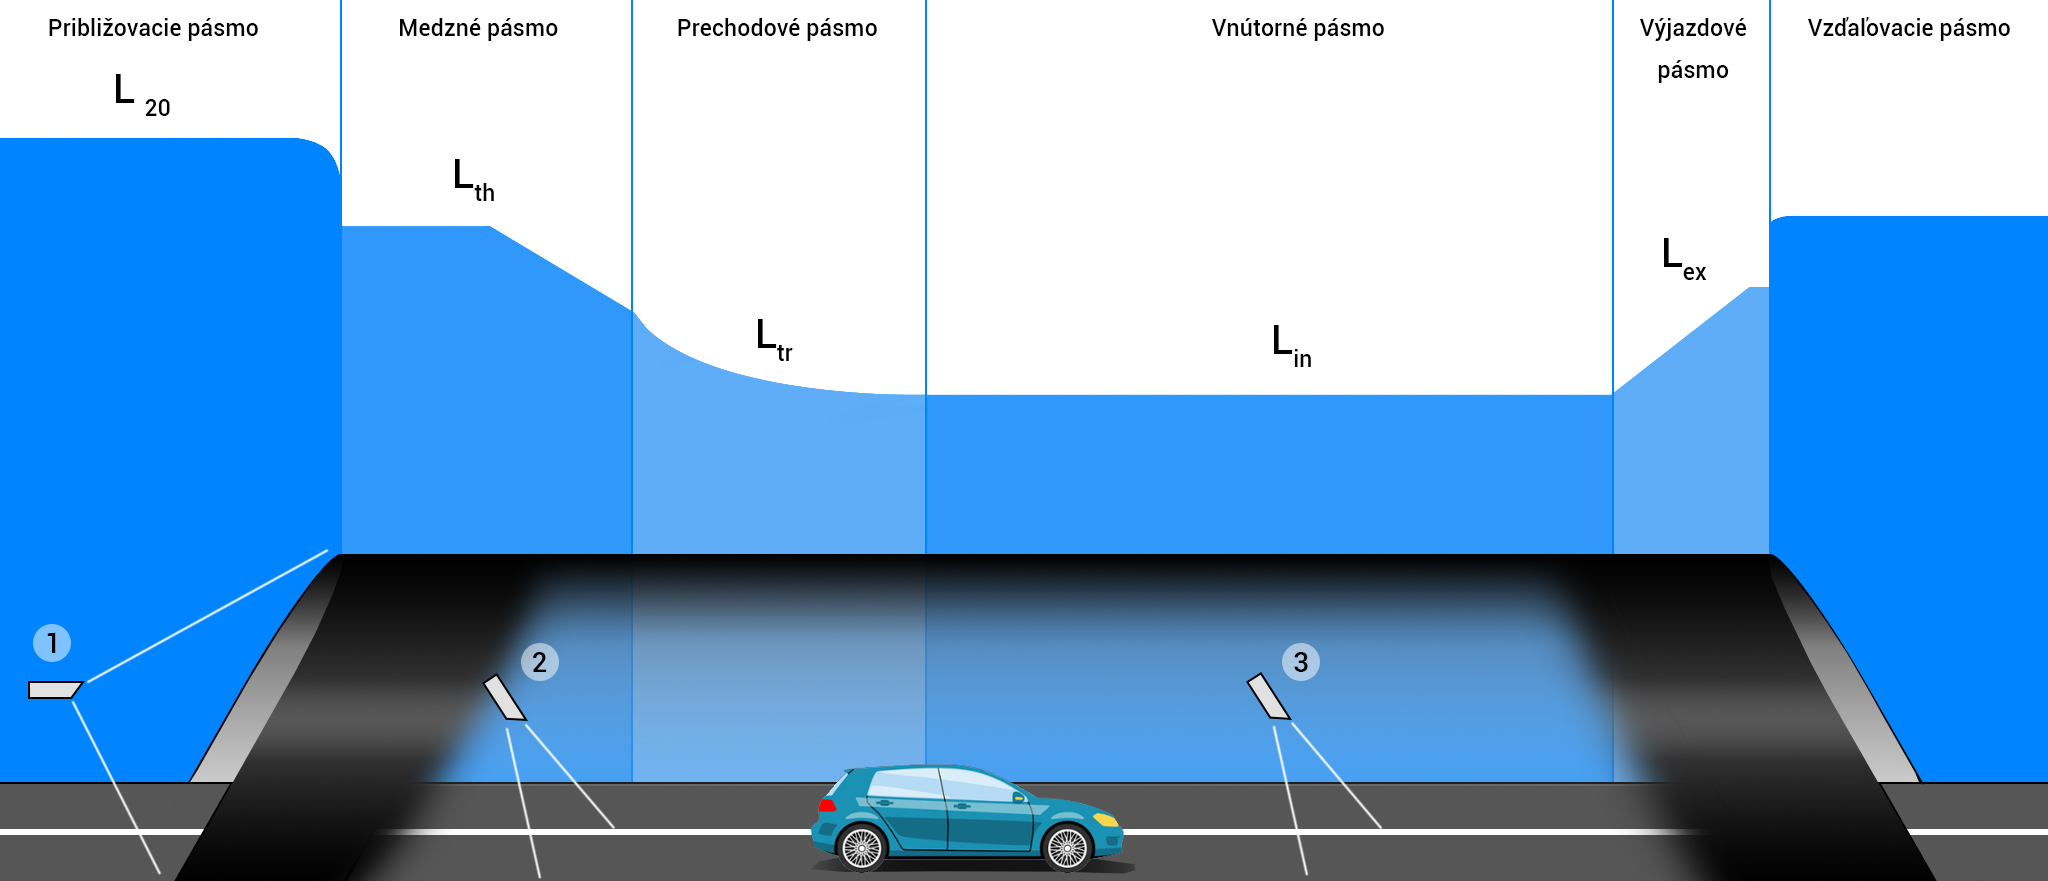 Približovacie pásmo
Medzné pásmo
Prechodové pásmo
Vnútorné pásmo
Výjazdové
pásmo
Vzďaľovacie pásmo
L 20
Lth
Ltr
Lin
Lex
1
2
3